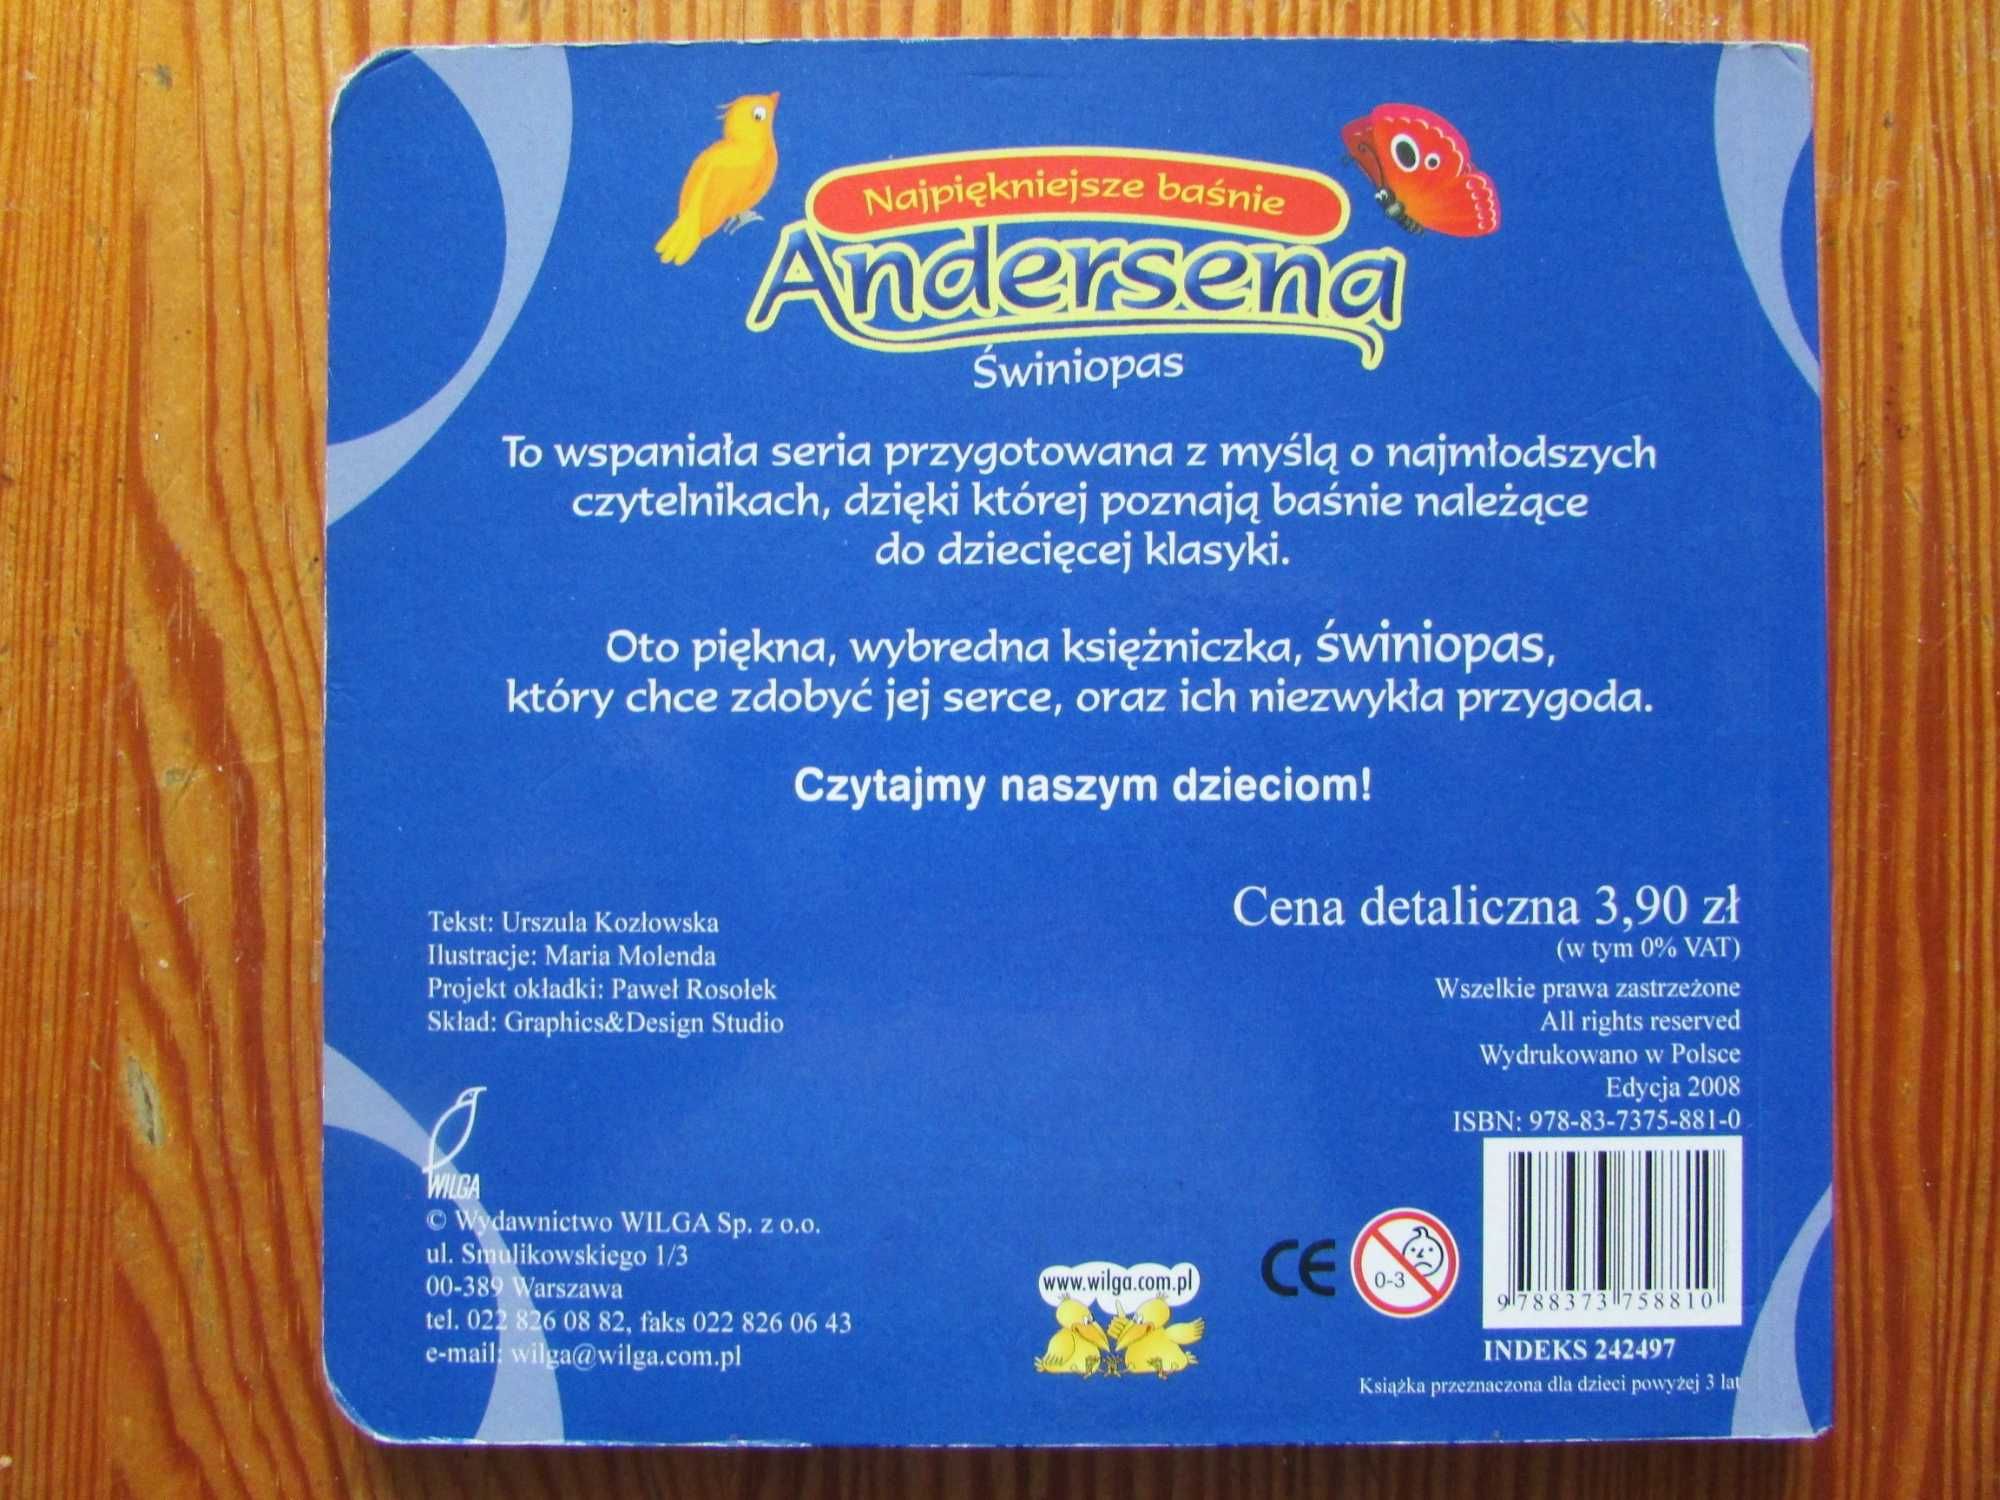 Najpiękniejsze baśnie
Andersena
Świniopas
To wspaniała seria przygotowana z myślą o najmłodszych
czytelnikach, dzięki której poznają baśnie należące
do dziecięcej klasyki.
Oto piękna, wybredna księżniczka, świniopas,
który chce zdobyć jej serce, oraz ich niezwykła przygoda.
Czytajmy naszym dzieciom!
Tekst: Urszula Kozłowska
Ilustracje: Maria Molenda
Projekt okładki: Paweł Rosołek
Skład: Graphics&Design Studio
WILGA
© Wydawnictwo WILGA Sp. z o.o.
ul. Smulikowskiego 1/3
00-389 Warszawa
tel. 022 826 08 82, faks 022 826 06 43
e-mail: wilga@wilga.com.pl
www.wilga.com.pl
Cena detaliczna 3,90 zł
(w tym 0% VAT)
Wszelkie prawa zastrzeżone
All rights reserved
Wydrukowano w Polsce
Edycja 2008
ISBN: 978-83-7375-881-0
CE
0-3
9 788373 758810
INDEKS 242497
Książka przeznaczona dla dzieci powyżej 3 lat